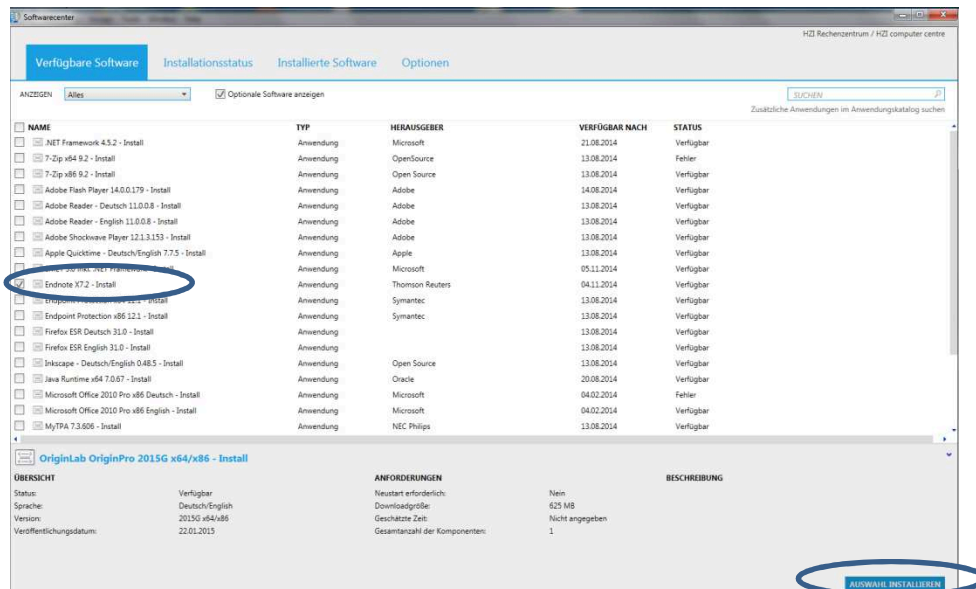 Softwarecenter
HZI Rechenzentrum / HZI computer centre
Verfügbare Software Installationsstatus Installierte Software Optionen
ANZEIGEN Alles Optionale Software anzeigen SUCHEN
Zusätzliche Anwendungen im Anwendungskatalog suchen
NAME TYP HERAUSGEBER VERFÜGBAR NACH STATUS
.NET Framework 4.5.2 - Install Anwendung Microsoft 21.08.2014 Verfügbar
7-Zip x64 9.2 - Install Anwendung OpenSource 13.08.2014 Fehler
7-Zip x86 9.2 - Install Anwendung Open Source 13.08.2014 Verfügbar
Adobe Flash Player 14.0.0.179 - Install Anwendung Adobe 14.08.2014 Verfügbar
Adobe Reader - Deutsch 11.0.0.8 - Install Anwendung Adobe 13.08.2014 Verfügbar
Adobe Reader - English 11.0.0.8 - Install Anwendung Adobe 13.08.2014 Verfügbar
Adobe Shockwave Player 12.1.3.153 - Install Anwendung Adobe 13.08.2014 Verfügbar
Apple Quicktime - Deutsch/English 7.7.5 - Install Anwendung Apple 13.08.2014 Verfügbar
Anwendung Microsoft 05.11.2014 Verfügbar
Endnote X7.2 - Install Anwendung Thomson Reuters 04.11.2014 Verfügbar
Endpoint Protection x64 12.1 - Install Anwendung Symantec 13.08.2014 Verfügbar
Endpoint Protection x86 12.1 - Install Anwendung Symantec 13.08.2014 Verfügbar
Firefox ESR Deutsch 31.0 - Install Anwendung 13.08.2014 Verfügbar
Firefox ESR English 31.0 - Install Anwendung 13.08.2014 Verfügbar
Inkscape - Deutsch/English 0.48.5 - Install Anwendung Open Source 13.08.2014 Verfügbar
Java Runtime x64 7.0.67 - Install Anwendung Oracle 20.08.2014 Verfügbar
Microsoft Office 2010 Pro x86 Deutsch - Install Anwendung Microsoft 04.02.2014 Fehler
Microsoft Office 2010 Pro x86 English - Install Anwendung Microsoft 04.02.2014 Verfügbar
MyTPA 7.3.606 - Install Anwendung NEC Philips 13.08.2014 Verfügbar
OriginLab OriginPro 2015G x64/x86 - Install
ÜBERSICHT ANFORDERUNGEN BESCHREIBUNG
Status: Verfügbar Neustart erforderlich: Nein
Sprache: Deutsch/English Downloadgröße: 625 MB
Version: 2015G x64/x86 Geschätzte Zeit: Nicht angegeben
Veröffentlichungsdatum: 22.01.2015 Gesamtanzahl der Komponenten: 1
AUSWAHL INSTALLIEREN